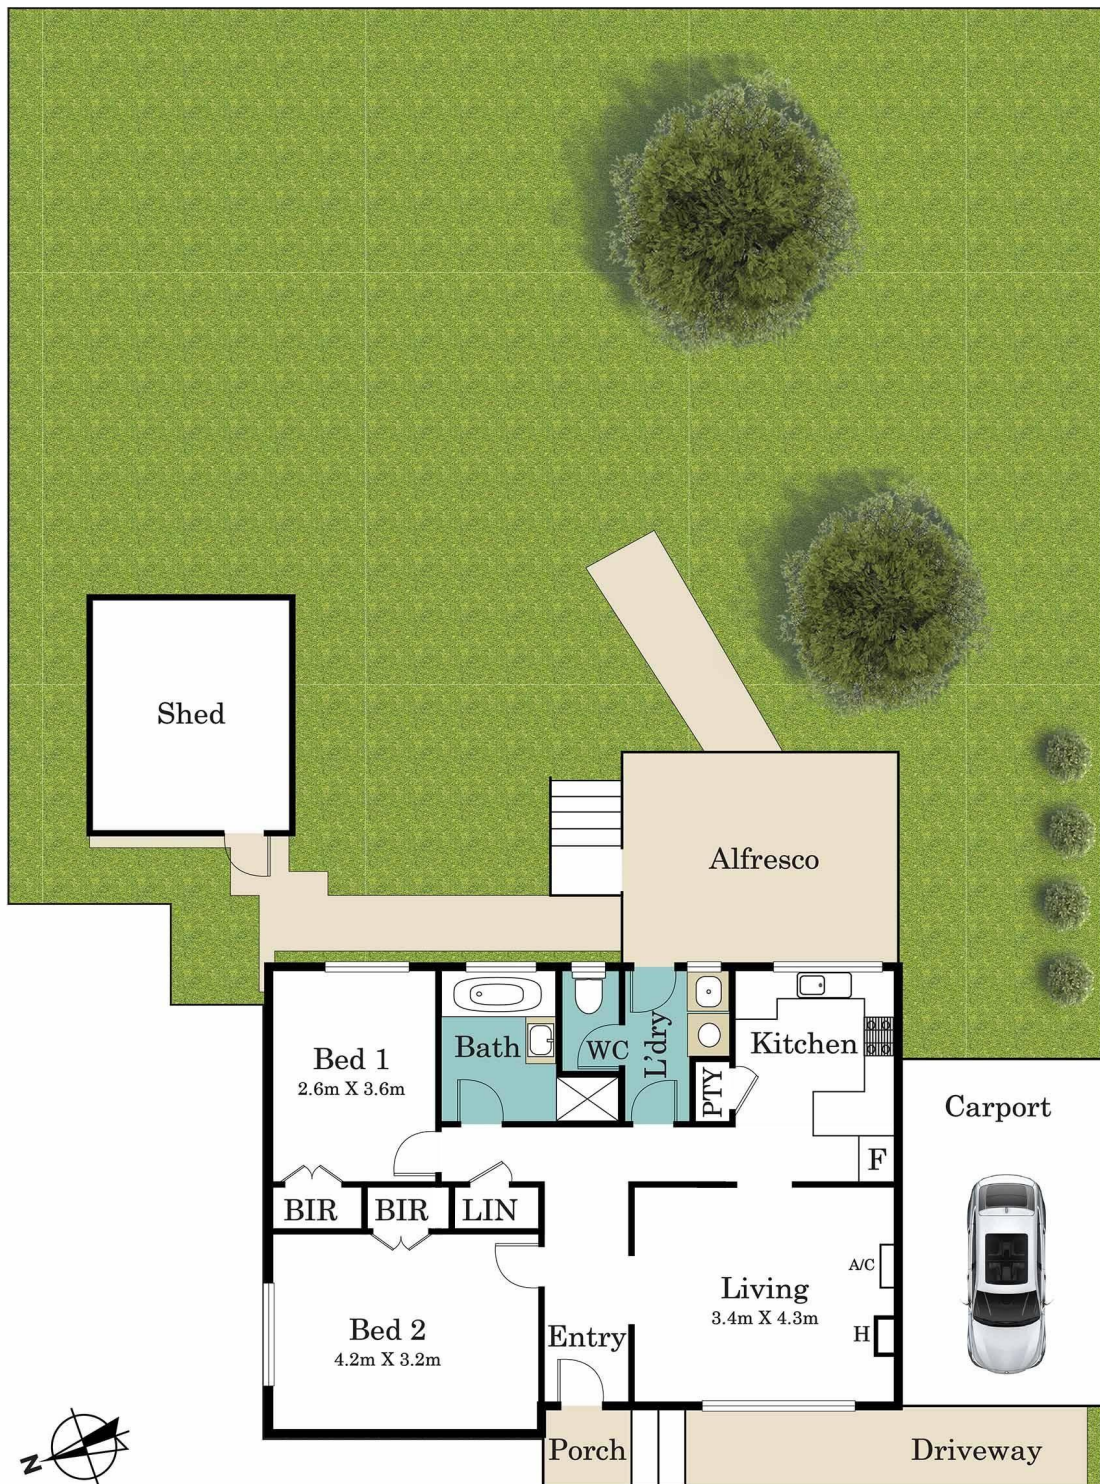 Shed
Alfresco
Bed 1
2.6m X 3.6m
Bath
WC
L'dry
PTY
Kitchen
F
Carport
BIR
BIR
LIN
Bed 2
4.2m X 3.2m
Entry
Living
3.4m X 4.3m
A/C
H
Porch
Driveway
N